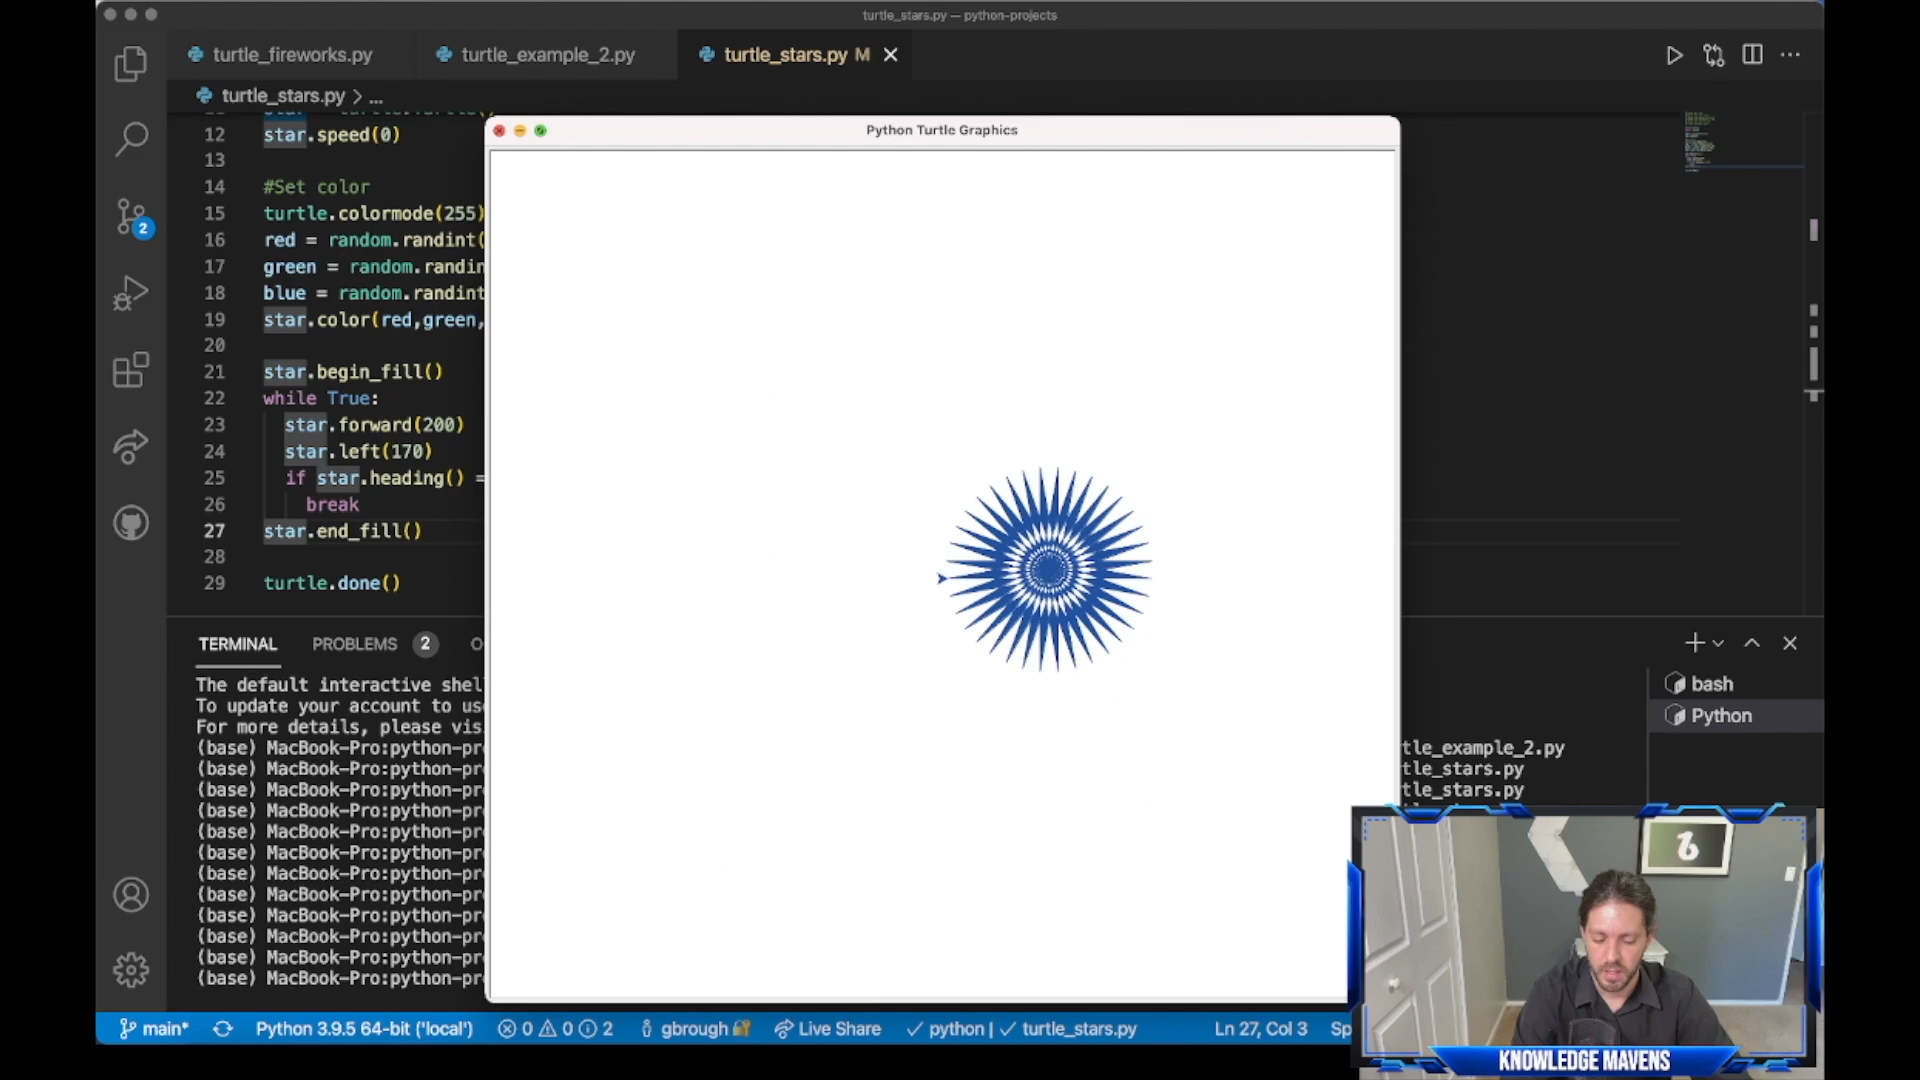 turtle_stars.py — python-projects
turtle_fireworks.py
turtle_example_2.py
turtle_stars.py M
turtle_stars.py > ...
12 star.speed(0)
13
14 #Set color
15 turtle.colormode(255)
16 red = random.randint(
17 green = random.randin
18 blue = random.randint
19 star.color(red,green,
20
21 star.begin_fill()
22 while True:
23 star.forward(200)
24 star.left(170)
25 if star.heading() =
26 break
27 star.end_fill()
28
29 turtle.done()
Python Turtle Graphics
2
TERMINAL PROBLEMS 2 O
The default interactive shel
To update your account to us
For more details, please vis
(base) MacBook-Pro:python-pr
(base) MacBook-Pro:python-pr
(base) MacBook-Pro:python-pr
(base) MacBook-Pro:python-pr
(base) MacBook-Pro:python-pr
(base) MacBook-Pro:python-pr
(base) MacBook-Pro:python-pr
(base) MacBook-Pro:python-pr
(base) MacBook-Pro:python-pr
(base) MacBook-Pro:python-pr
(base) MacBook-Pro:python-pr
(base) MacBook-Pro:python-pr
tle_example_2.py
tle_stars.py
tle_stars.py
bash
Python
main* Python 3.9.5 64-bit ('local') 0 0 2 gbrough Live Share python | turtle_stars.py Ln 27, Col 3 Sp
KNOWLEDGE MAVENS